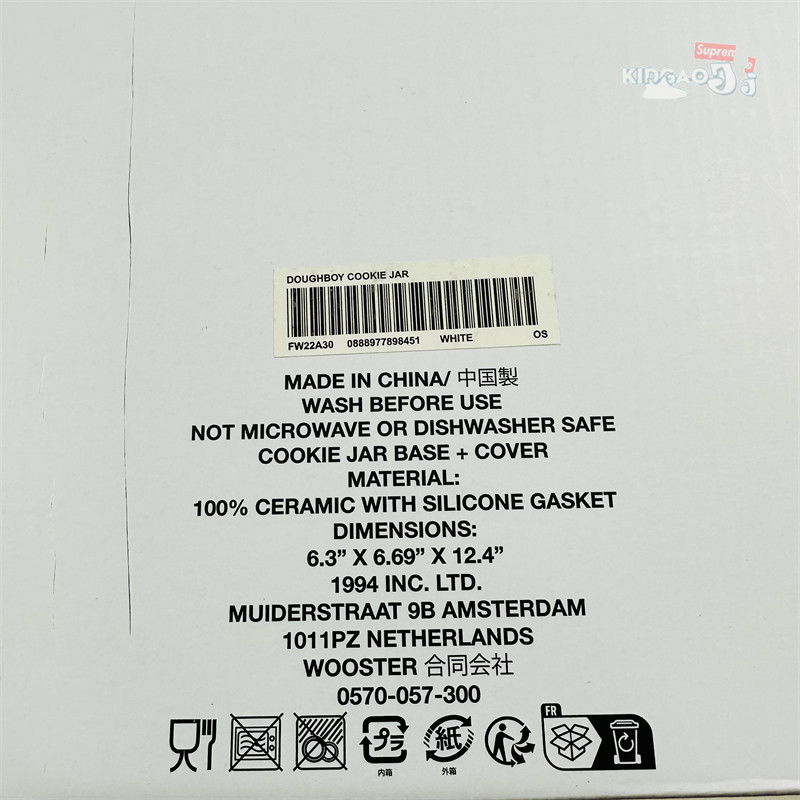 Suprem
DOUGHBOY COOKIE JAR
FW22A30 0888977898451 WHITE OS
MADE IN CHINA/ 中国製
WASH BEFORE USE
NOT MICROWAVE OR DISHWASHER SAFE
COOKIE JAR BASE + COVER
MATERIAL:
100% CERAMIC WITH SILICONE GASKET
DIMENSIONS:
6.3” X 6.69” X 12.4”
1994 INC. LTD.
MUIDERSTRAAT 9B AMSTERDAM
1011PZ NETHERLANDS
WOOSTER 合同会社
0570-057-300
FR
プラ 紙
内箱 外箱